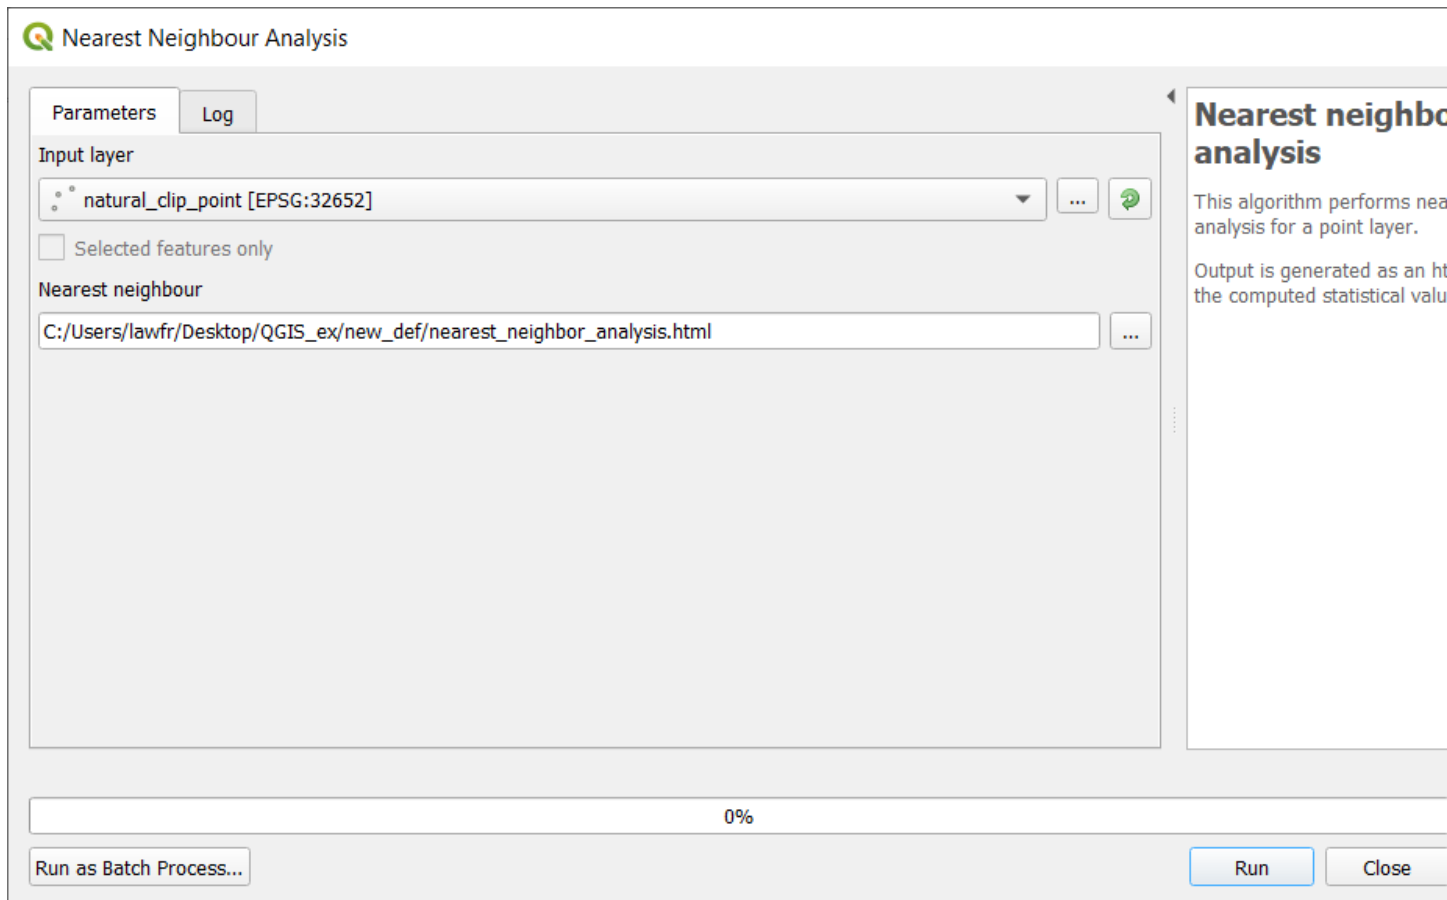 Nearest Neighbour Analysis
Parameters
Log
Input layer
natural_clip_point [EPSG:32652]
...
Selected features only
Nearest neighbour
C:/Users/lawfr/Desktop/QGIS_ex/new_def/nearest_neighbor_analysis.html
...
Nearest neighbo
analysis
This algorithm performs nea
analysis for a point layer.
Output is generated as an ht
the computed statistical valu
0%
Run as Batch Process...
Run
Close